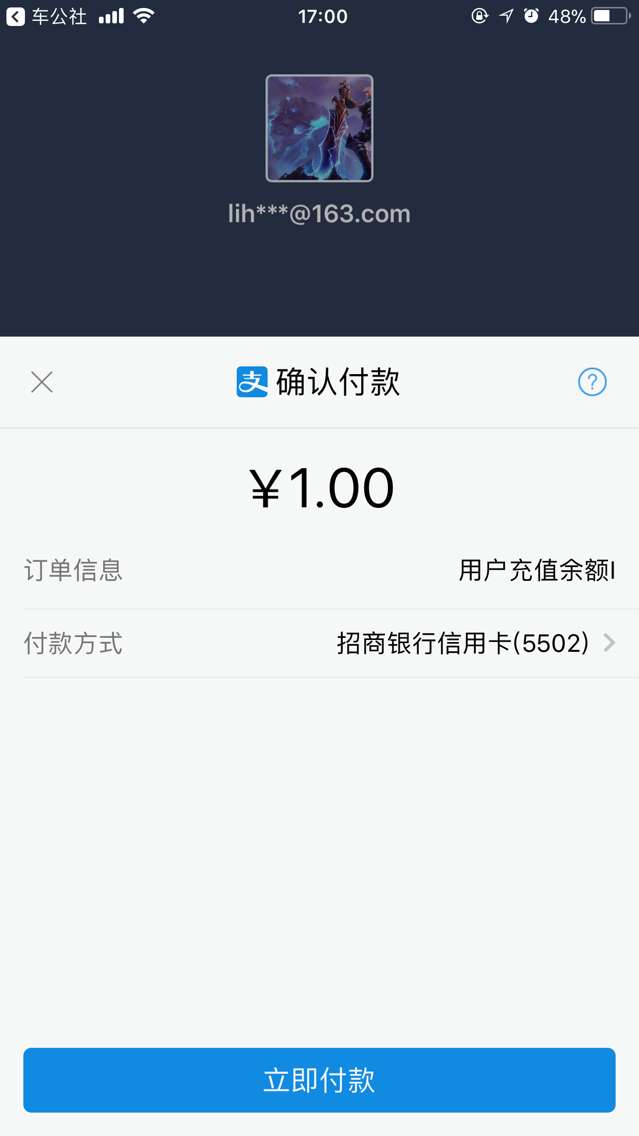 车公社 17:00 48%
lih***@163.com
支 确认付款 ?
￥1.00
订单信息 用户充值余额I
付款方式 招商银行信用卡(5502)
立即付款